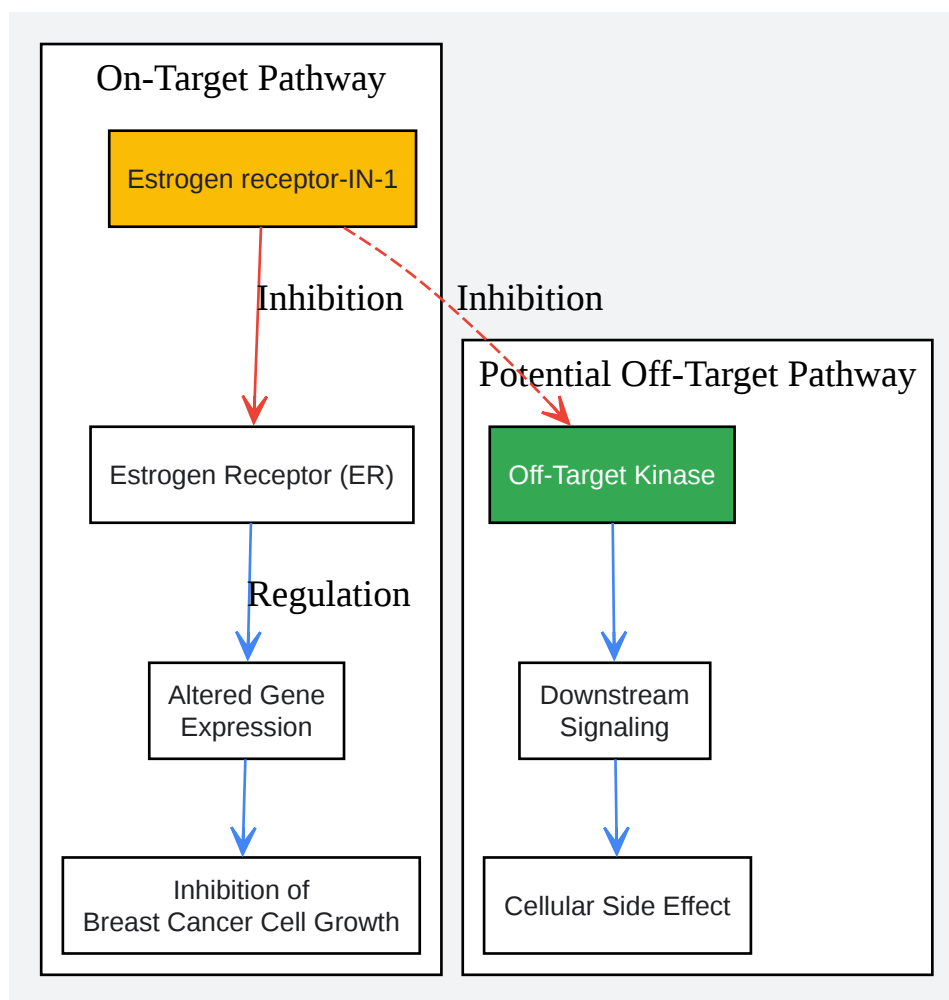 On-Target Pathway
Estrogen receptor-IN-1
Inhibition
Inhibition
Potential Off-Target Pathway
Estrogen Receptor (ER)
Off-Target Kinase
Regulation
Altered Gene
Expression
Downstream
Signaling
Inhibition of
Breast Cancer Cell Growth
Cellular Side Effect